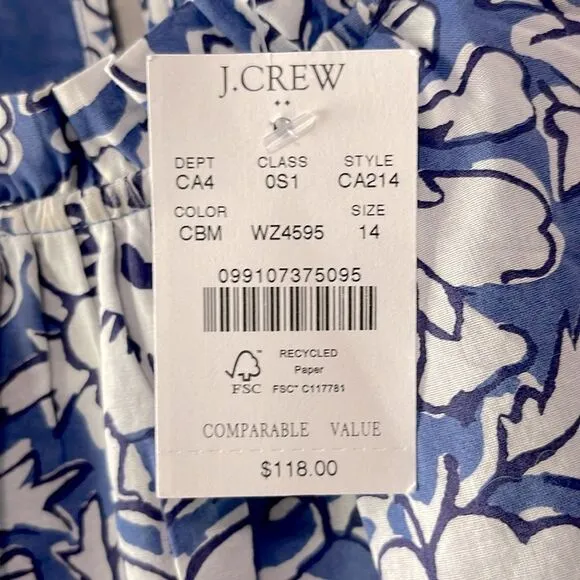 J.CREW
DEPT CLASS STYLE
CA4 0S1 CA214
COLOR SIZE
CBM WZ4595 14
099107375095
RECYCLED
Paper
FSC FSC™ C117781
COMPARABLE VALUE
$118.00